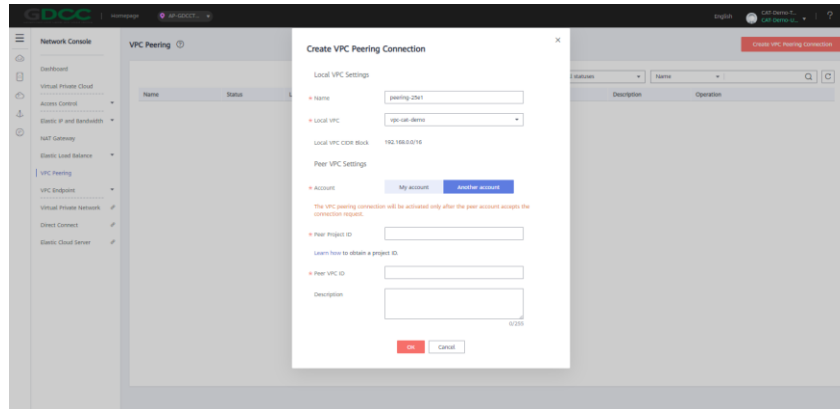 GDCC
Homepage
AP-GDCCT...
English
CAT-Demo-T...
CAT-Demo-U...
Network Console
Dashboard
Virtual Private Cloud
Access Control
Elastic IP and Bandwidth
NAT Gateway
Elastic Load Balance
VPC Peering
VPC Endpoint
Virtual Private Network
Direct Connect
Elastic Cloud Server
VPC Peering
Create VPC Peering Connection
statuses
Name
Name
Status
Description
Operation
Create VPC Peering Connection
Local VPC Settings
* Name
peering-2fe1
* Local VPC
vpc-cat-demo
Local VPC CIDR Block
192.168.0.0/16
Peer VPC Settings
* Account
My account
Another account
The VPC peering connection will be activated only after the peer account accepts the
connection request.
* Peer Project ID
Learn how to obtain a project ID.
* Peer VPC ID
Description
0/255
OK
Cancel